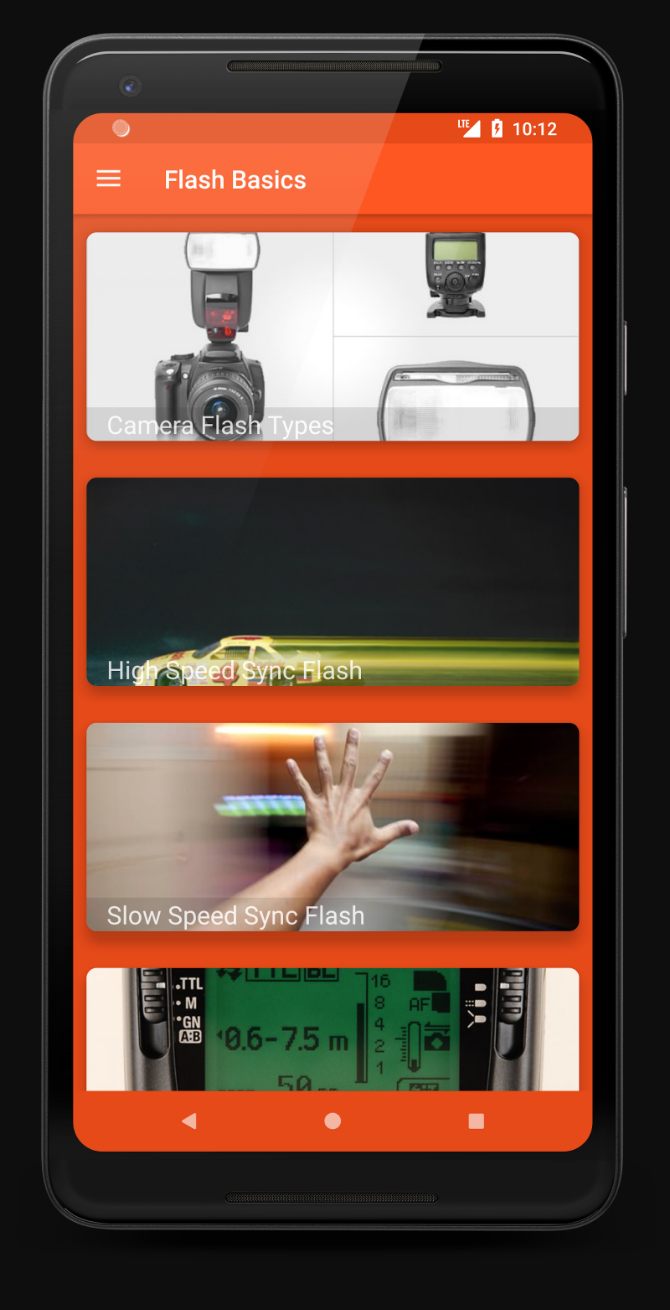 LTE 10:12
Flash Basics
Camera Flash Types
High Speed Sync Flash
Slow Speed Sync Flash
TTL BL
TTL
M
GN
A:B
0.6-7.5 m
50
16
8
4
2
1
AF